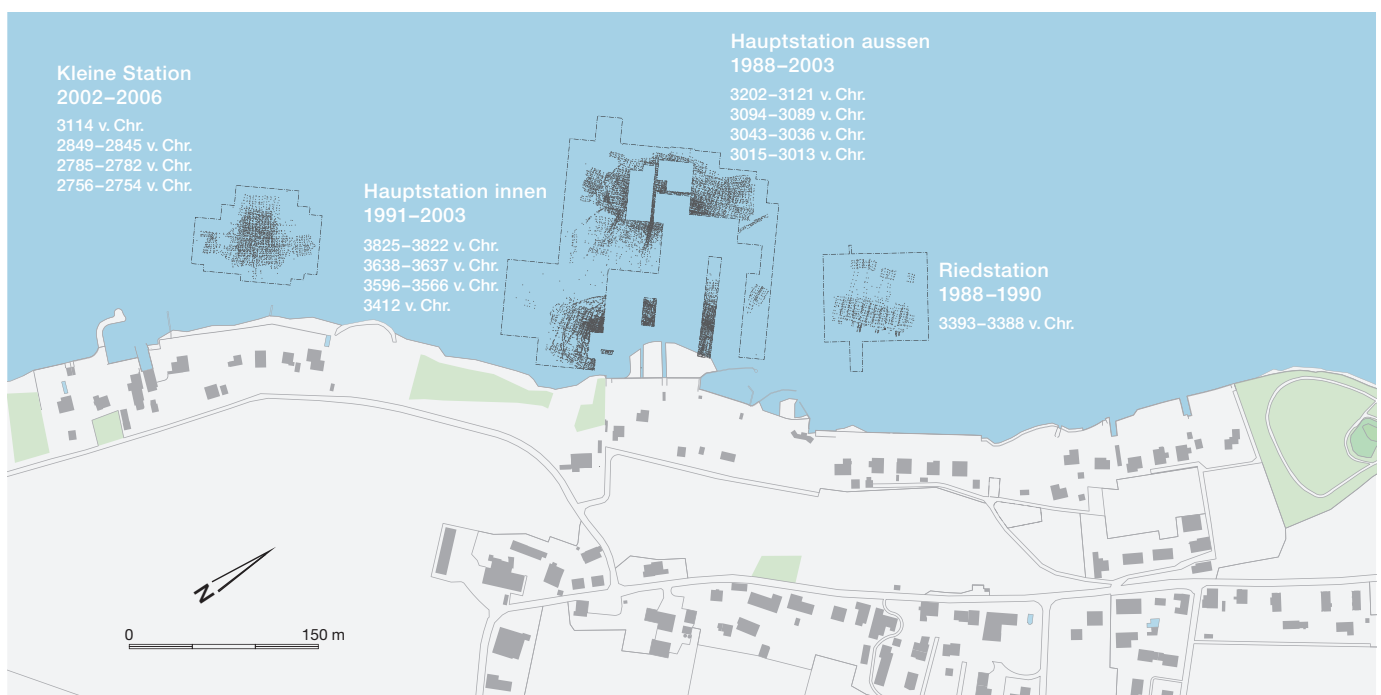 Kleine Station
2002–2006
3114 v. Chr.
2849–2845 v. Chr.
2785–2782 v. Chr.
2756–2754 v. Chr.
Hauptstation innen
1991–2003
3825–3822 v. Chr.
3638–3637 v. Chr.
3596–3566 v. Chr.
3412 v. Chr.
Hauptstation aussen
1988–2003
3202–3121 v. Chr.
3094–3089 v. Chr.
3043–3036 v. Chr.
3015–3013 v. Chr.
Riedstation
1988–1990
3393–3388 v. Chr.
N
0 150 m